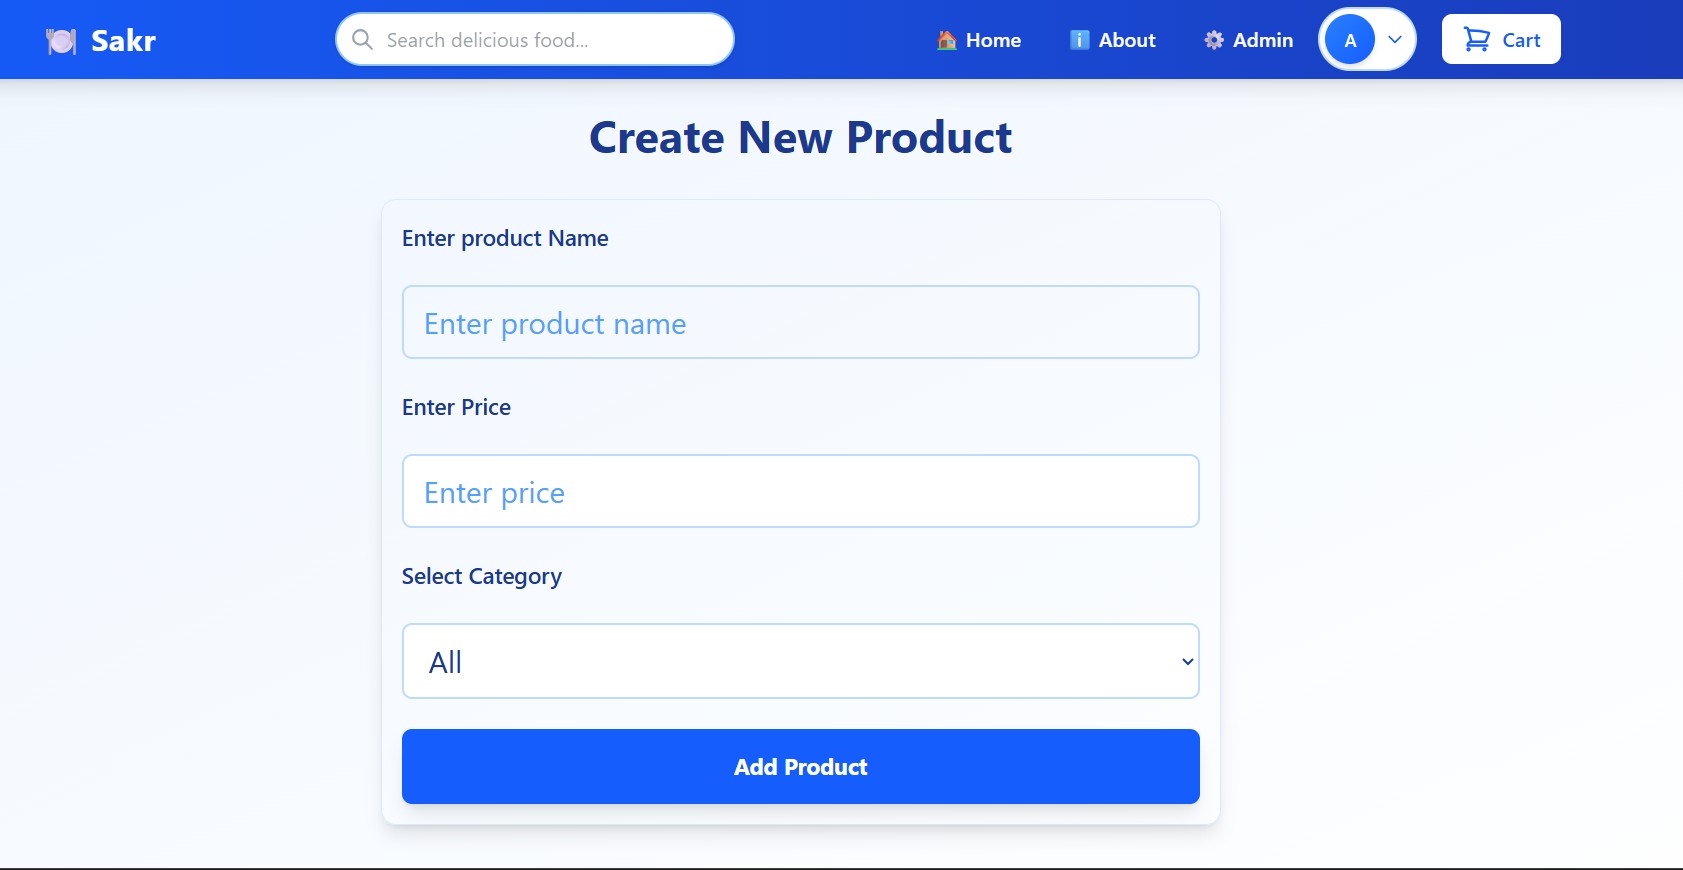 Sakr
Search delicious food...
Home
About
Admin
A
Cart
Create New Product
Enter product Name
Enter product name
Enter Price
Enter price
Select Category
All
Add Product